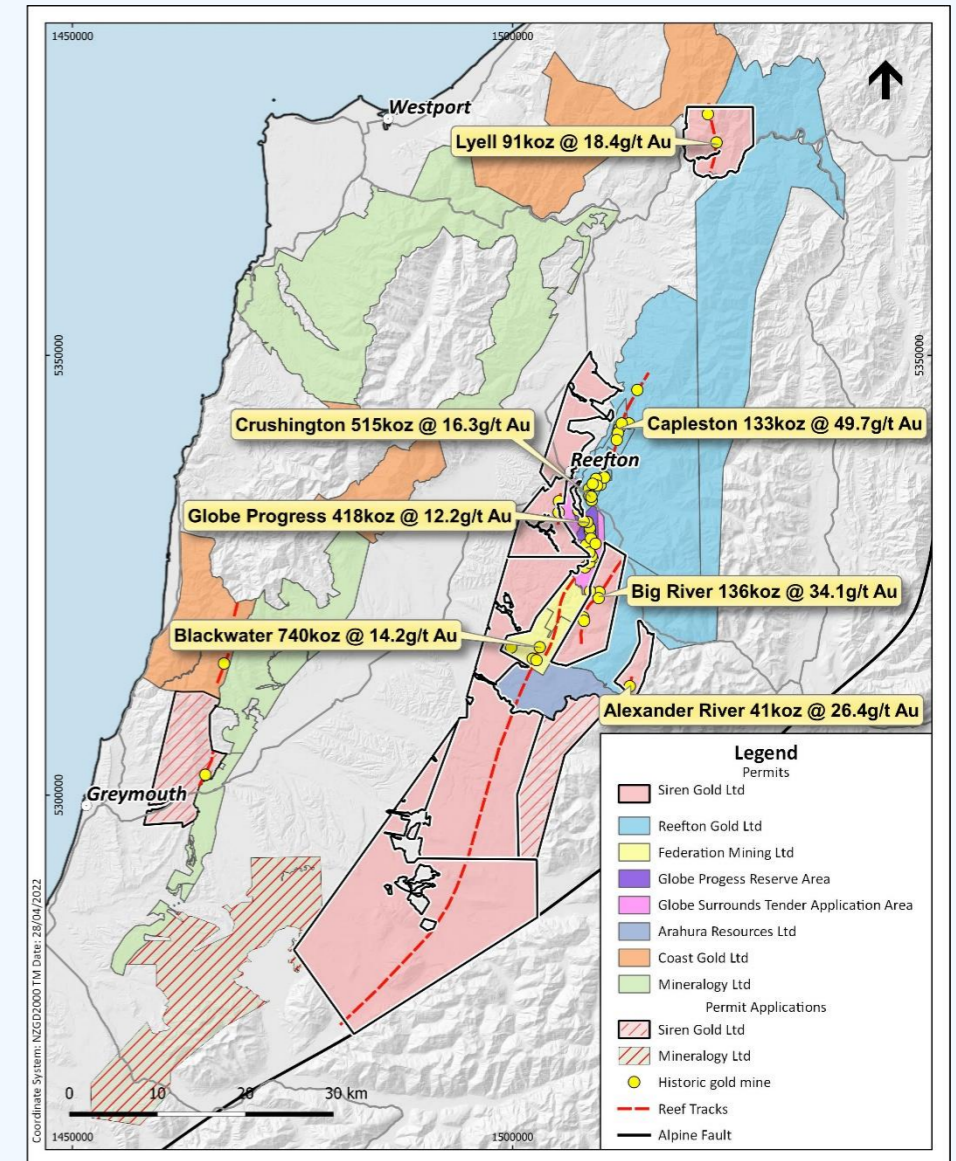 1450000
1500000
Westport
Lyell 91koz @ 18.4g/t Au
5350000
5350000
Crushington 515koz @ 16.3g/t Au
Capleston 133koz @ 49.7g/t Au
Reefton
Globe Progress 418koz @ 12.2g/t Au
Big River 136koz @ 34.1g/t Au
Blackwater 740koz @ 14.2g/t Au
Alexander River 41koz @ 26.4g/t Au
5300000
Greymouth
Legend
Permits
Siren Gold Ltd
Reefton Gold Ltd
Federation Mining Ltd
Globe Progess Reserve Area
Globe Surrounds Tender Application Area
Arahura Resources Ltd
Coast Gold Ltd
Mineralogy Ltd
Permit Applications
Siren Gold Ltd
Mineralogy Ltd
Historic gold mine
Reef Tracks
Alpine Fault
0 10 20 30 km
1450000
1500000
Coordinate System: NZGD2000 TM Date: 28/04/2022